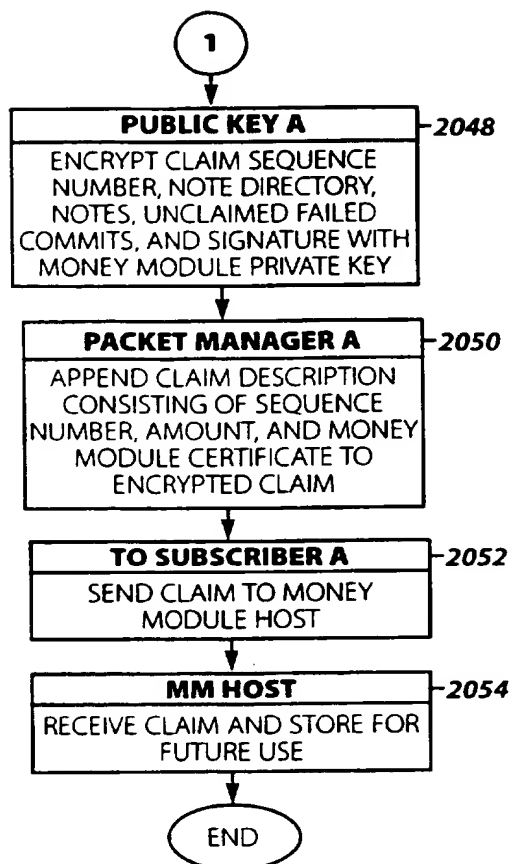 1
PUBLIC KEY A
2048
ENCRYPT CLAIM SEQUENCE
NUMBER, NOTE DIRECTORY,
NOTES, UNCLAIMED FAILED
COMMITS, AND SIGNATURE WITH
MONEY MODULE PRIVATE KEY
PACKET MANAGER A
2050
APPEND CLAIM DESCRIPTION
CONSISTING OF SEQUENCE
NUMBER, AMOUNT, AND MONEY
MODULE CERTIFICATE TO
ENCRYPTED CLAIM
TO SUBSCRIBER A
2052
SEND CLAIM TO MONEY
MODULE HOST
MM HOST
2054
RECEIVE CLAIM AND STORE FOR
FUTURE USE
END